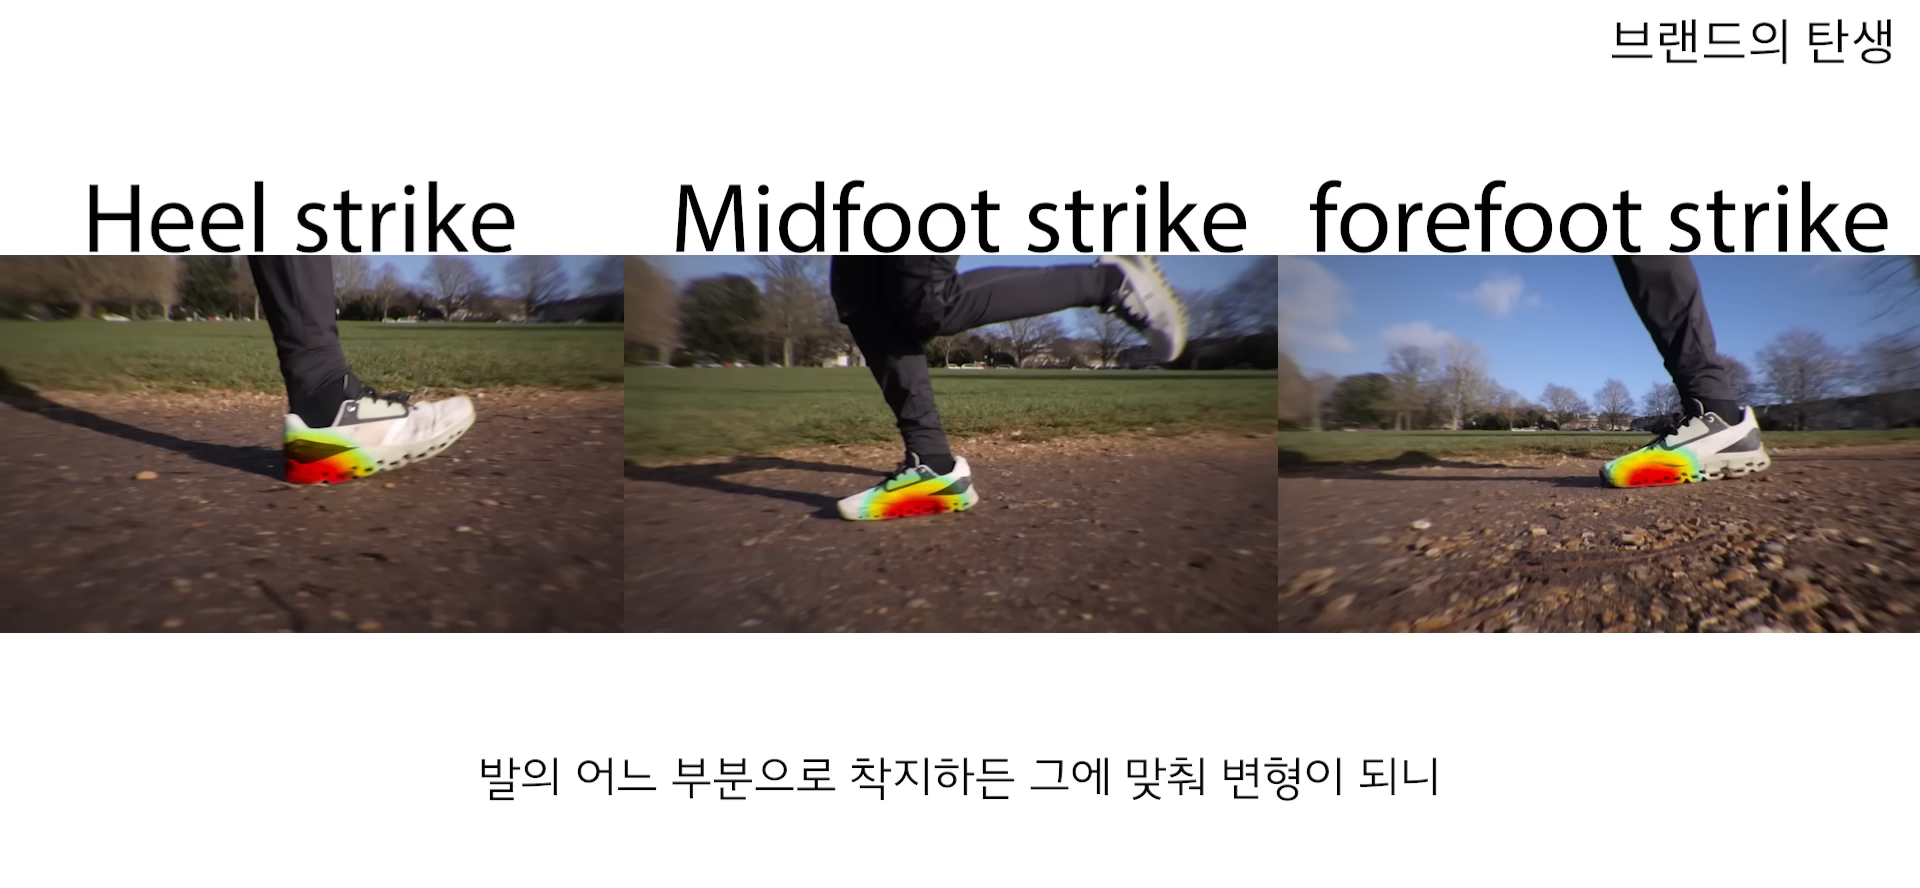 브랜드의 탄생
Heel strike
Midfoot strike
forefoot strike
발의 어느 부분으로 착지하든 그에 맞춰 변형이 되니